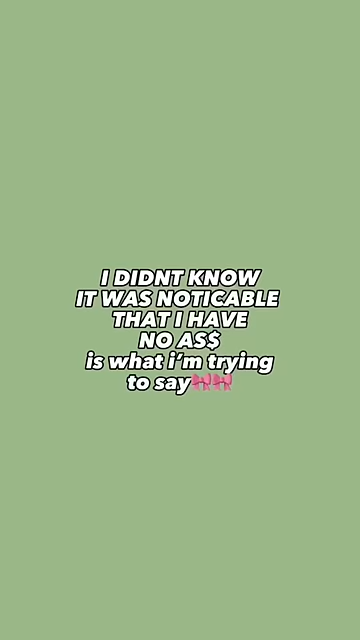 I DIDNT KNOW
IT WAS NOTICABLE
THAT I HAVE
NO AS$
is what i'm trying
to say🎀🎀